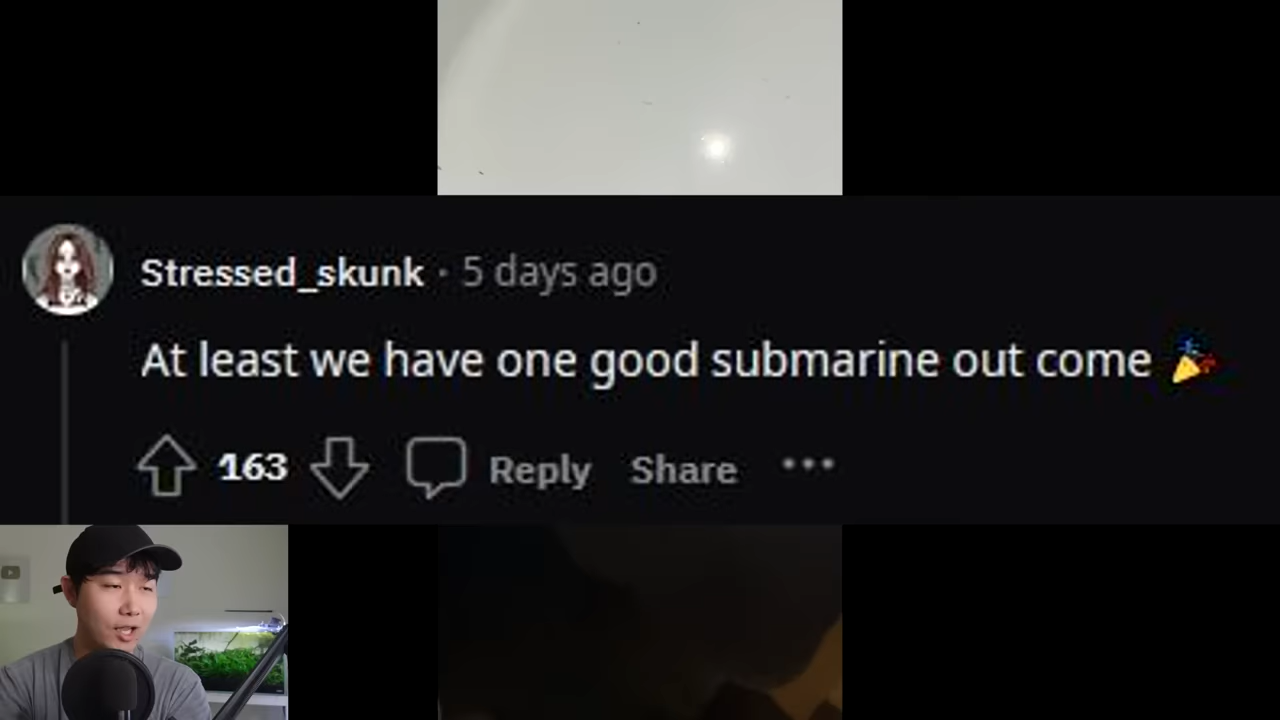 Stressed_skunk · 5 days ago
At least we have one good submarine out come 🎉
163 Reply Share ···